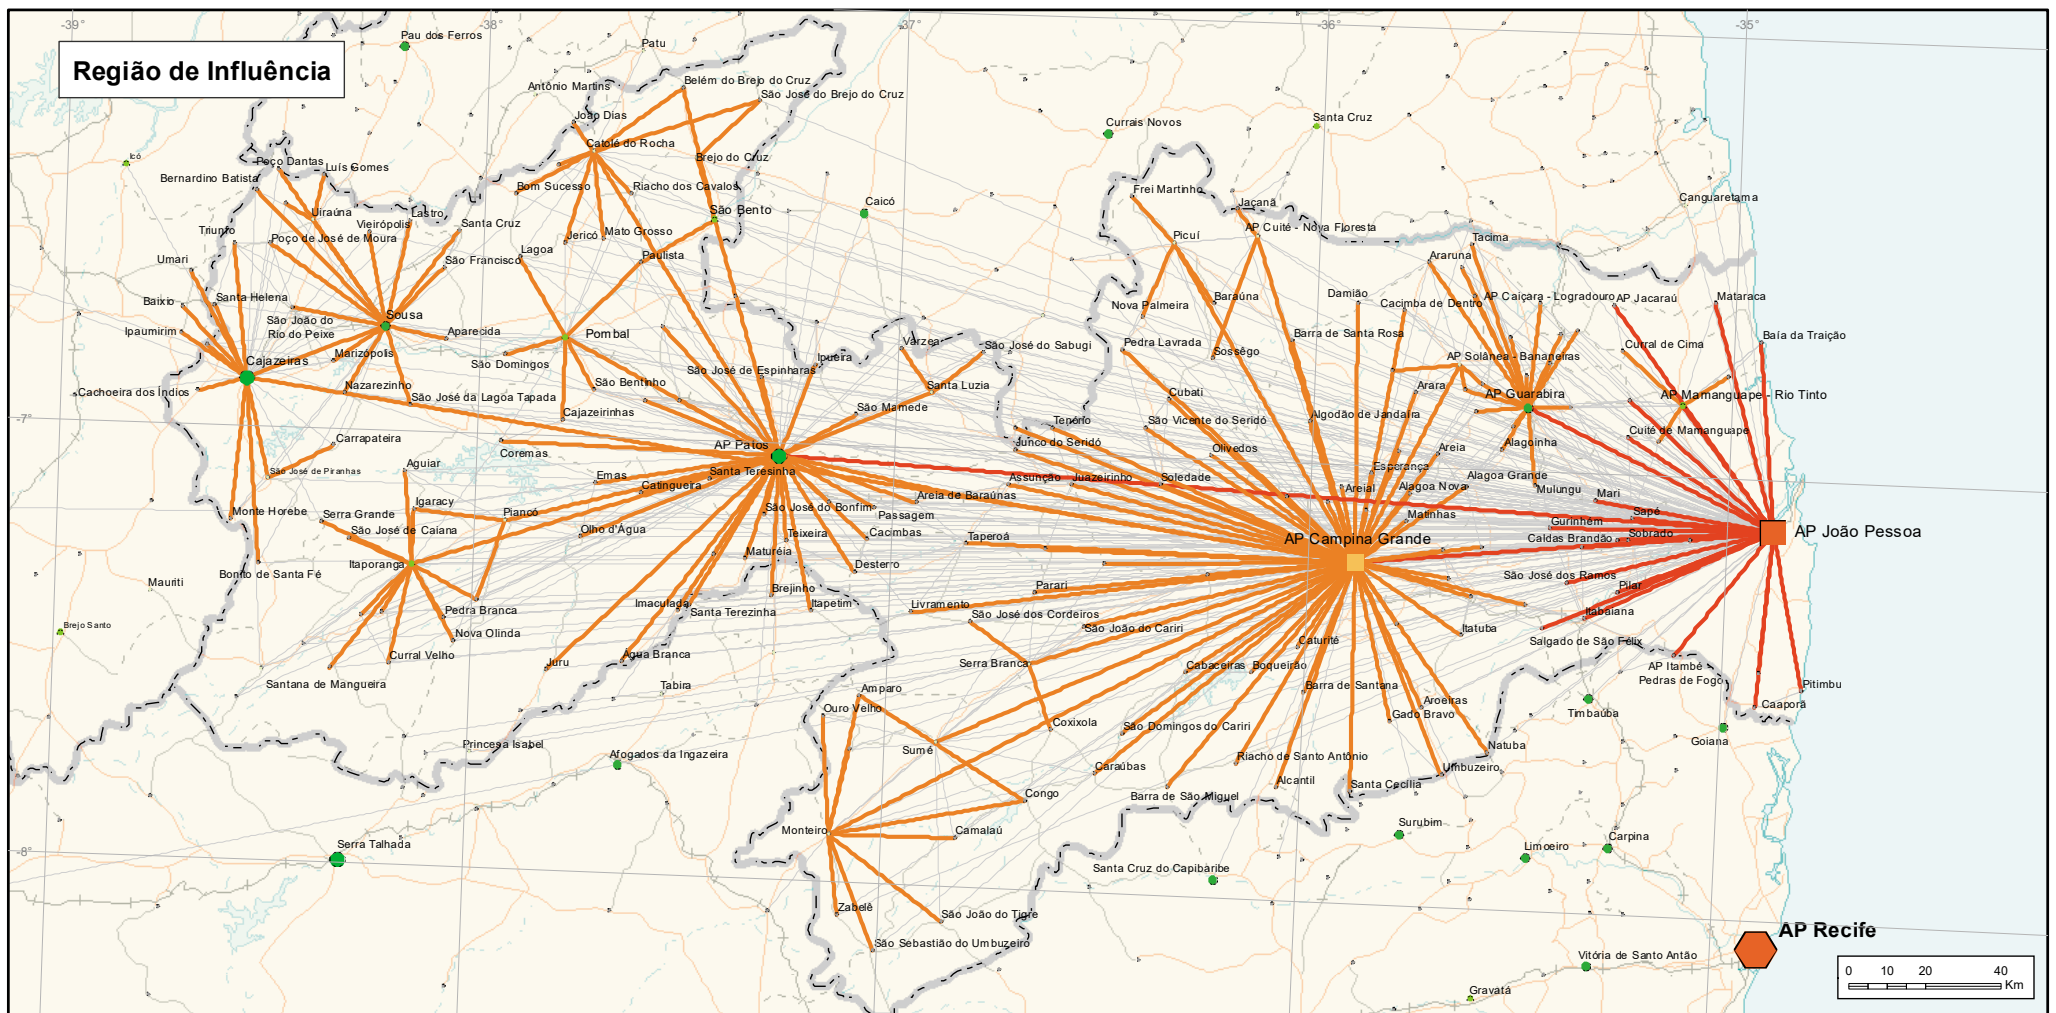 -39°
-38°
-37°
-36°
-35°
Região de Influência
Pau dos Ferros
Patu
Belém do Brejo do Cruz
São José do Brejo do Cruz
Antônio Martins
João Dias
Catolé do Rocha
Brejo do Cruz
Currais Novos
Santa Cruz
Icó
Poço Dantas
Luís Gomes
Bernardino Batista
Bom Sucesso
Riacho dos Cavalos
Frei Martinho
Canguaretama
Caicó
Jaçanã
São Bento
Uiraúna
Lastro
Vieirópolis
Santa Cruz
Triunfo
Poço de José de Moura
Jericó
Mato Grosso
Picuí
AP Cuité - Nova Floresta
Tacima
Lagoa
Paulista
Umari
São Francisco
Araruna
Baixio
Santa Helena
Nova Palmeira
Baraúna
Damião
Cacimba de Dentro
AP Caiçara - Logradouro
AP Jacaraú
Mataraca
São João do
Rio do Peixe
Sousa
Ipaumirim
Aparecida
Pombal
Barra de Santa Rosa
Baía da Traição
Várzea
São José do Sabugi
Pedra Lavrada
Sossêgo
Curral de Cima
Marizópolis
Cajazeiras
São Domingos
Ipueira
AP Solânea - Bananeiras
São José de Espinharas
Cachoeira dos Índios
Nazarezinho
São José da Lagoa Tapada
São Bentinho
Santa Luzia
Cubati
Arara
AP Guarabira
AP Mamanguape - Rio Tinto
-7°
Cajazeirinhas
São Mamede
Tenório
São Vicente do Seridó
Algodão de Jandaíra
Cuité de Mamanguape
Carrapateira
AP Patos
Junco do Seridó
Olivedos
Areia
Alagoinha
Coremas
São José de Piranhas
Aguiar
Emas
Catingueira
Santa Teresinha
Assunção
Juazeirinho
Soledade
Esperança
Alagoa Grande
Areial
Alagoa Nova
Mulungu
Mari
Monte Horebe
Serra Grande
Igaracy
Piancó
São José do Bonfim
Areia de Baraúnas
Passagem
Matinhas
Sapé
Gurinhém
São José de Caiana
Olho d'Água
Teixeira
Cacimbas
Taperoá
AP Campina Grande
Caldas Brandão
Sobrado
AP João Pessoa
Maturéia
Itaporanga
Bonito de Santa Fé
Desterro
Mauriti
Brejinho
Parari
São José dos Ramos
Pilar
Pedra Branca
Imaculada
Santa Terezinha
Itapetim
Livramento
São José dos Cordeiros
Itabaiana
Brejo Santo
Nova Olinda
São João do Cariri
Caturité
Itatuba
Salgado de São Félix
Curral Velho
Juru
Água Branca
Serra Branca
Cabaceiras
Boqueirão
AP Itambé -
Pedras de Fogo
Santana de Mangueira
Tabira
Amparo
Barra de Santana
Aroeiras
Pitimbu
Ouro Velho
Gado Bravo
Timbaúba
Caaporã
Coxixola
São Domingos do Cariri
Princesa Isabel
Afogados da Ingazeira
Sumé
Natuba
Goiana
Caraúbas
Riacho de Santo Antônio
Umbuzeiro
Alcantil
Santa Cecília
Congo
Barra de São Miguel
Monteiro
Camalaú
Surubim
Carpina
-8°
Serra Talhada
Limoeiro
Santa Cruz do Capibaribe
Zabelê
São João do Tigre
São Sebastião do Umbuzeiro
AP Recife
Vitória de Santo Antão
Gravatá
0 10 20 40
Km